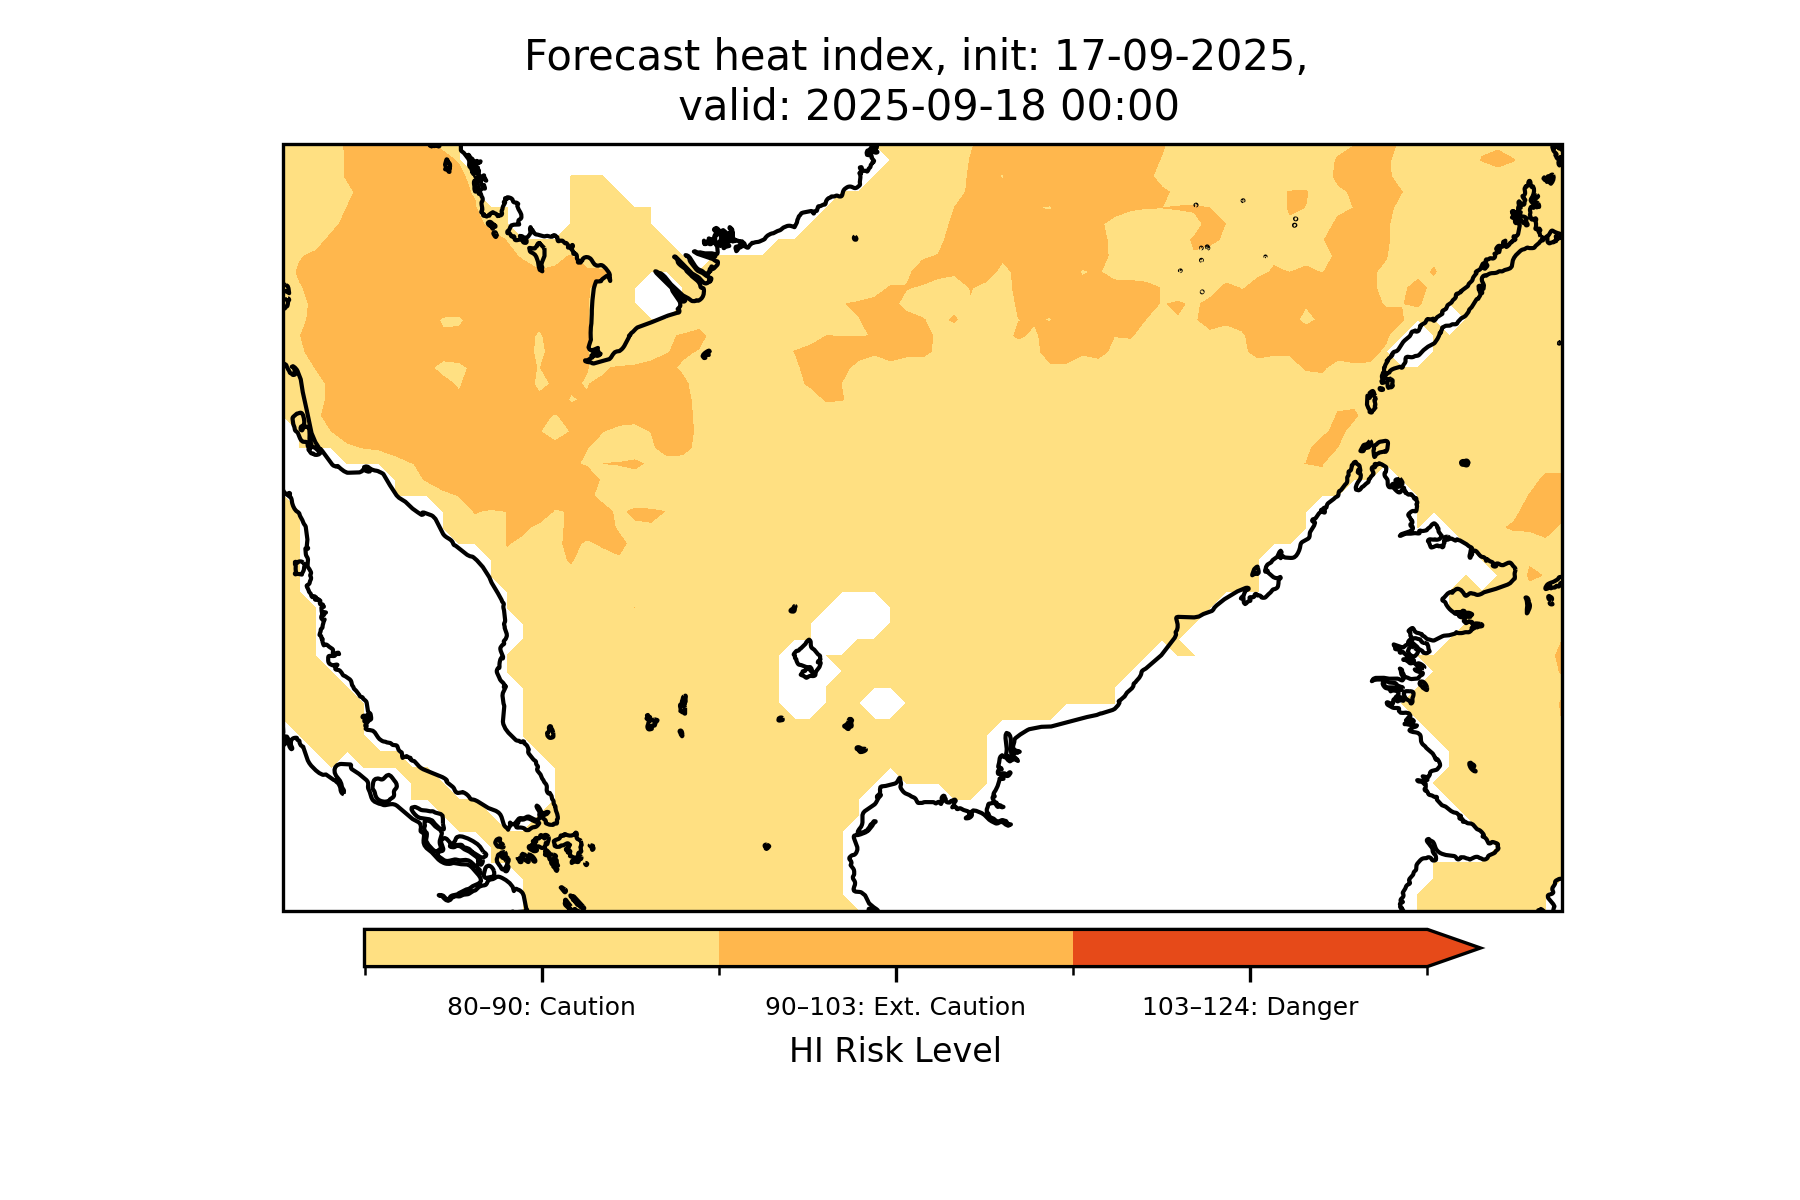 Forecast heat index, init: 17-09-2025,
valid: 2025-09-18 00:00
80–90: Caution
90–103: Ext. Caution
103–124: Danger
HI Risk Level